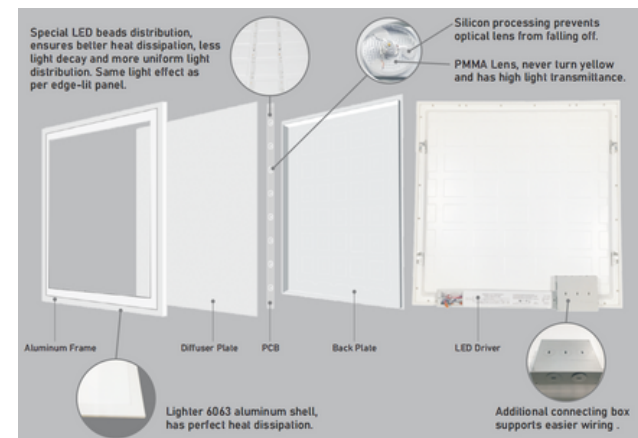 Special LED beads distribution,
ensures better heat dissipation, less
light decay and more uniform light
distribution. Same light effect as
per edge-lit panel.
Silicon processing prevents
optical lens from falling off.
PMMA Lens, never turn yellow
and has high light transmittance.
Aluminum Frame
Diffuser Plate
PCB
Back Plate
LED Driver
Lighter 6063 aluminum shell,
has perfect heat dissipation.
Additional connecting box
supports easier wiring .